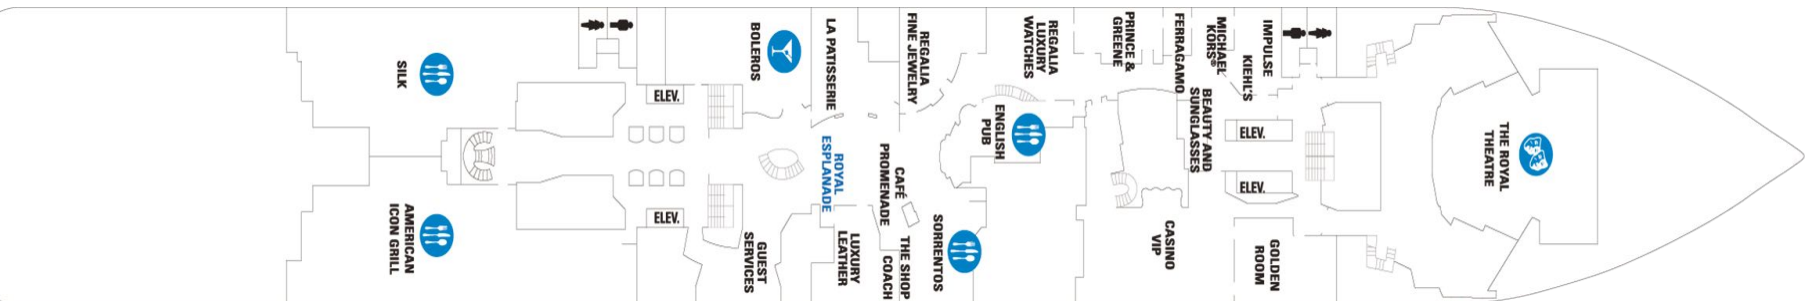 SILK
AMERICAN
ICON GRILL
ELEV.
ELEV.
BOLEROS
GUEST
SERVICES
LA PATISSERIE
ROYAL
ESPLANADE
LUXURY
LEATHER
CAFÉ
PROMENADE
THE SHOP
COACH
REGALIA
FINE JEWELRY
SORRENTOS
ENGLISH
PUB
REGALIA
LUXURY
WATCHES
PRINCE &
GREENE
FERRAGAMO
MICHAEL
KORS®
KIEHL'S
IMPULSE
BEAUTY AND
SUNGLASSES
CASINO
VIP
ELEV.
ELEV.
GOLDEN
ROOM
THE ROYAL
THEATRE